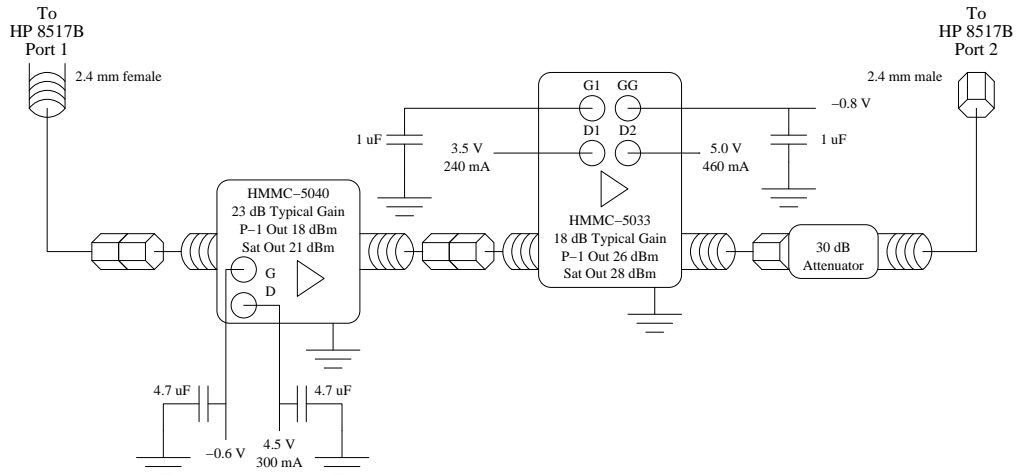 To
HP 8517B
Port 1
2.4 mm female
To
HP 8517B
Port 2
2.4 mm male
G1 GG
D1 D2
−0.8 V
1 uF
1 uF
3.5 V
240 mA
5.0 V
460 mA
HMMC−5040
23 dB Typical Gain
P−1 Out 18 dBm
Sat Out 21 dBm
G
D
HMMC−5033
18 dB Typical Gain
P−1 Out 26 dBm
Sat Out 28 dBm
30 dB
Attenuator
4.7 uF
4.7 uF
−0.6 V
4.5 V
300 mA